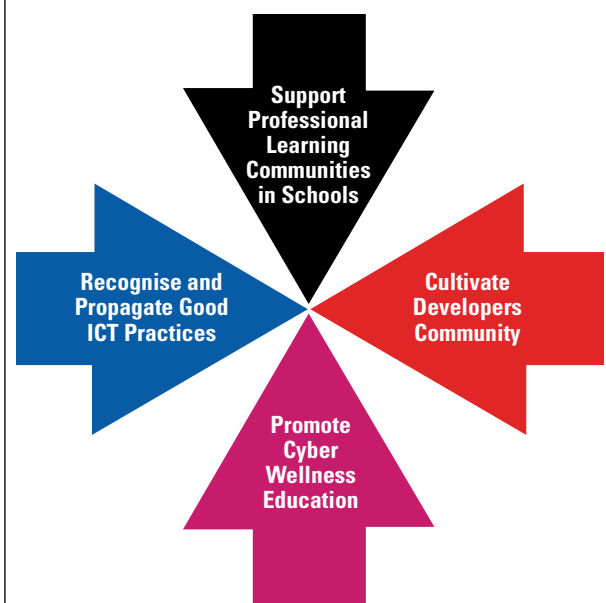 Support
Professional
Learning
Communities
in Schools
Recognise and
Propagate Good
ICT Practices
Cultivate
Developers
Community
Promote
Cyber
Wellness
Education